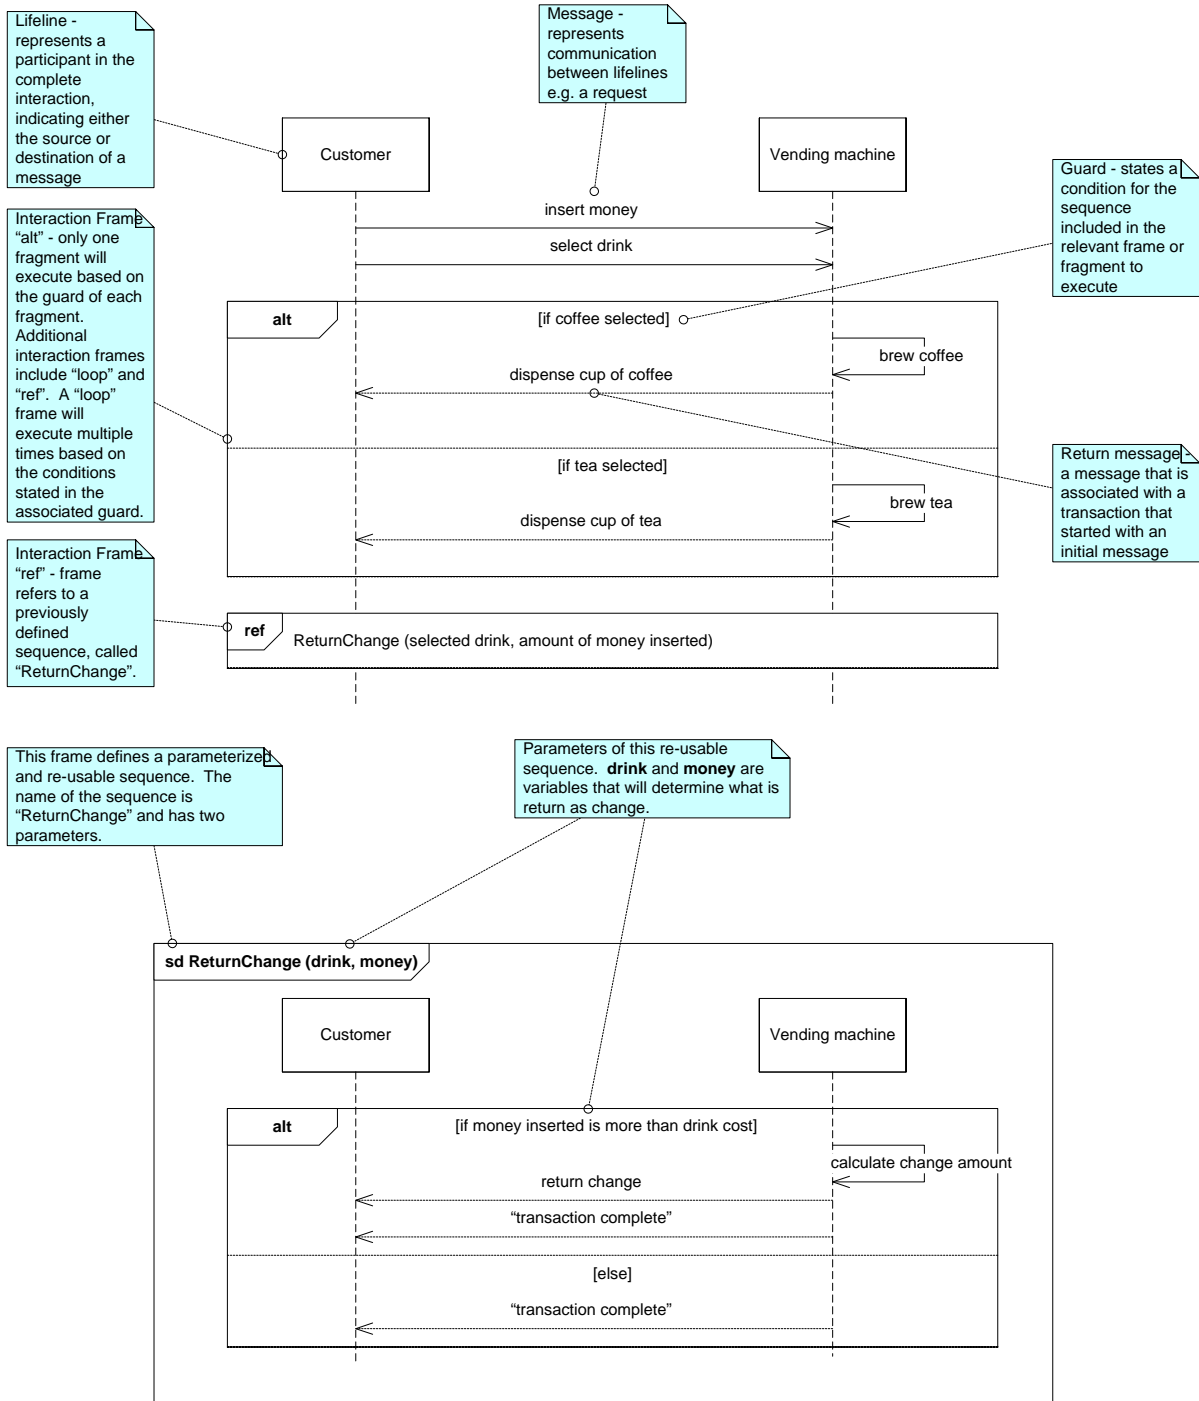 Lifeline -
represents a
participant in the
complete
interaction,
indicating either
the source or
destination of a
message
Message -
represents
communication
between lifelines
e.g. a request
Customer
Vending machine
Guard - states a
condition for the
sequence
included in the
relevant frame or
fragment to
execute
Interaction Frame
“alt” - only one
fragment will
execute based on
the guard of each
fragment.
Additional
interaction frames
include “loop” and
“ref”.  A “loop”
frame will
execute multiple
times based on
the conditions
stated in the
associated guard.
insert money
select drink
alt
[if coffee selected]
brew coffee
dispense cup of coffee
[if tea selected]
brew tea
dispense cup of tea
Return message -
a message that is
associated with a
transaction that
started with an
initial message
Interaction Frame
“ref” - frame
refers to a
previously
defined
sequence, called
“ReturnChange”.
ref
ReturnChange (selected drink, amount of money inserted)
This frame defines a parameterized
and re-usable sequence.  The
name of the sequence is
“ReturnChange” and has two
parameters.
Parameters of this re-usable
sequence.  drink and money are
variables that will determine what is
return as change.
sd ReturnChange (drink, money)
Customer
Vending machine
alt
[if money inserted is more than drink cost]
calculate change amount
return change
“transaction complete”
[else]
“transaction complete”